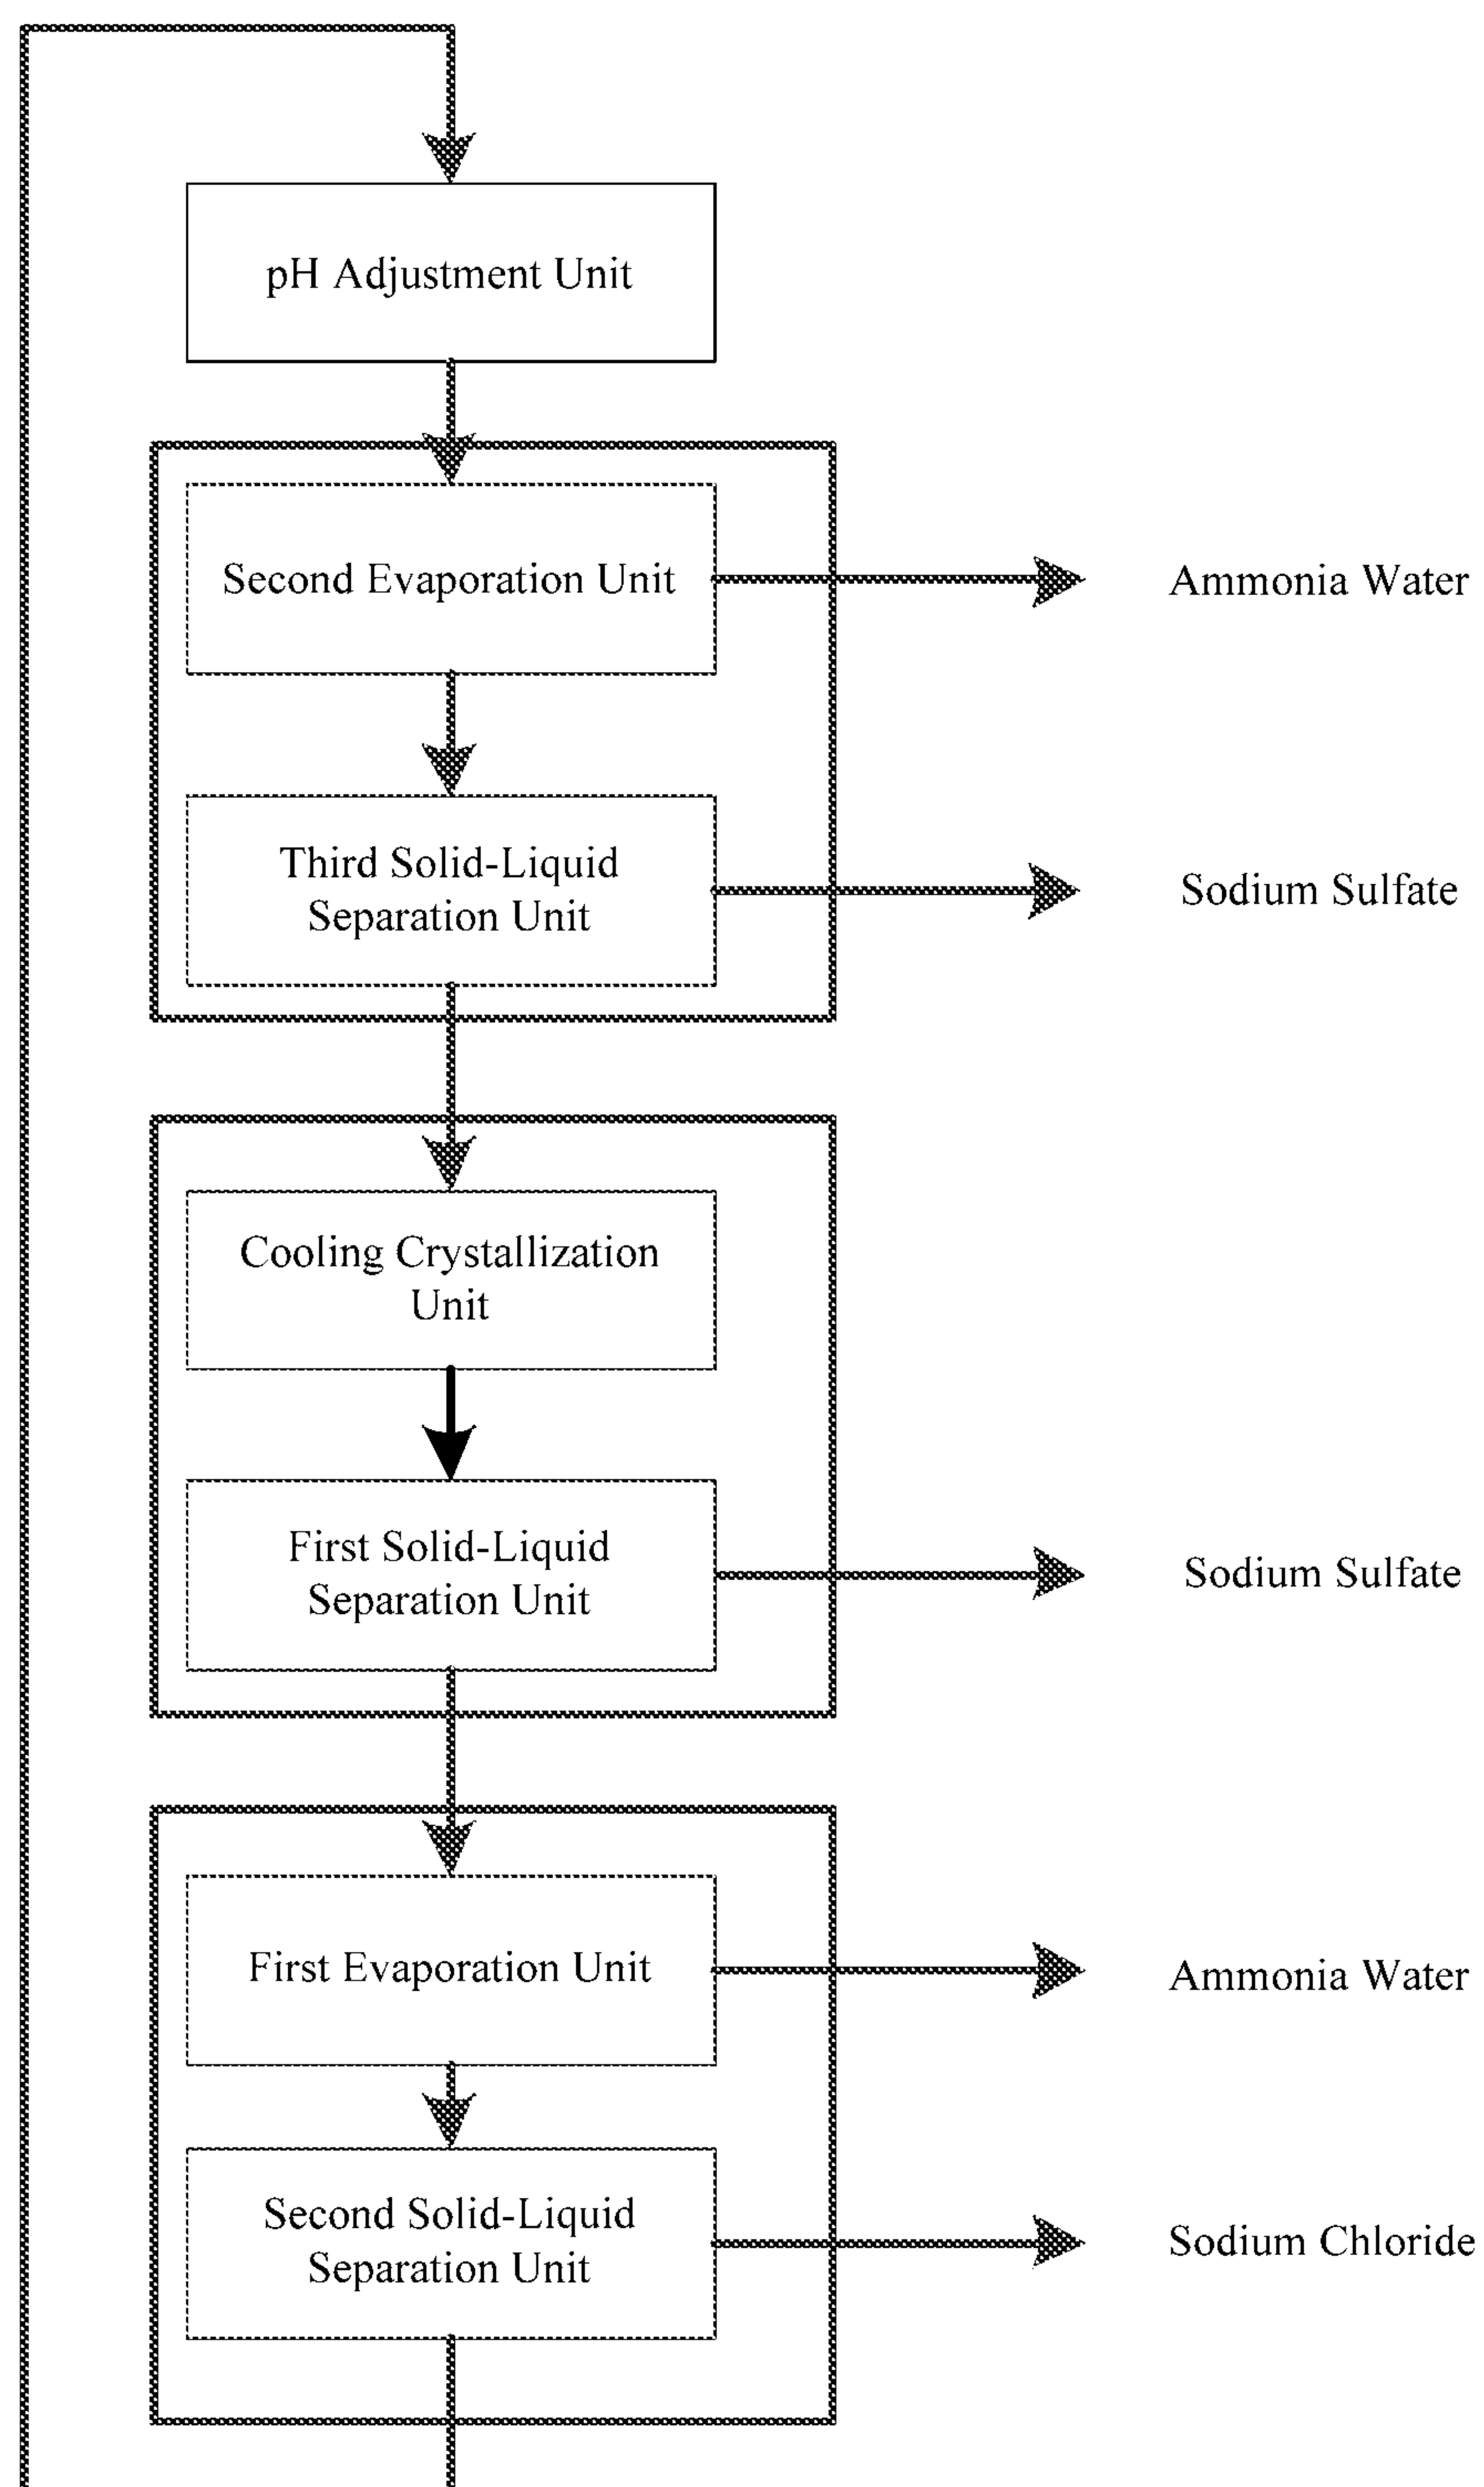 pH Adjustment Unit
Second Evaporation Unit
Ammonia Water
Third Solid-Liquid
Separation Unit
Sodium Sulfate
Cooling Crystallization
Unit
First Solid-Liquid
Separation Unit
Sodium Sulfate
First Evaporation Unit
Ammonia Water
Second Solid-Liquid
Separation Unit
Sodium Chloride